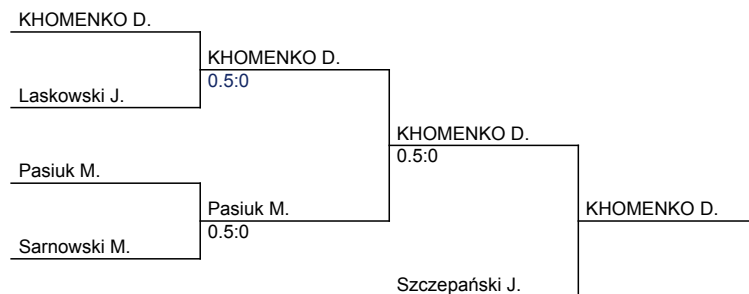 KHOMENKO D.
KHOMENKO D.
0.5:0
Laskowski J.
KHOMENKO D.
0.5:0
Pasiuk M.
Pasiuk M.
0.5:0
KHOMENKO D.
Sarnowski M.
Szczepański J.